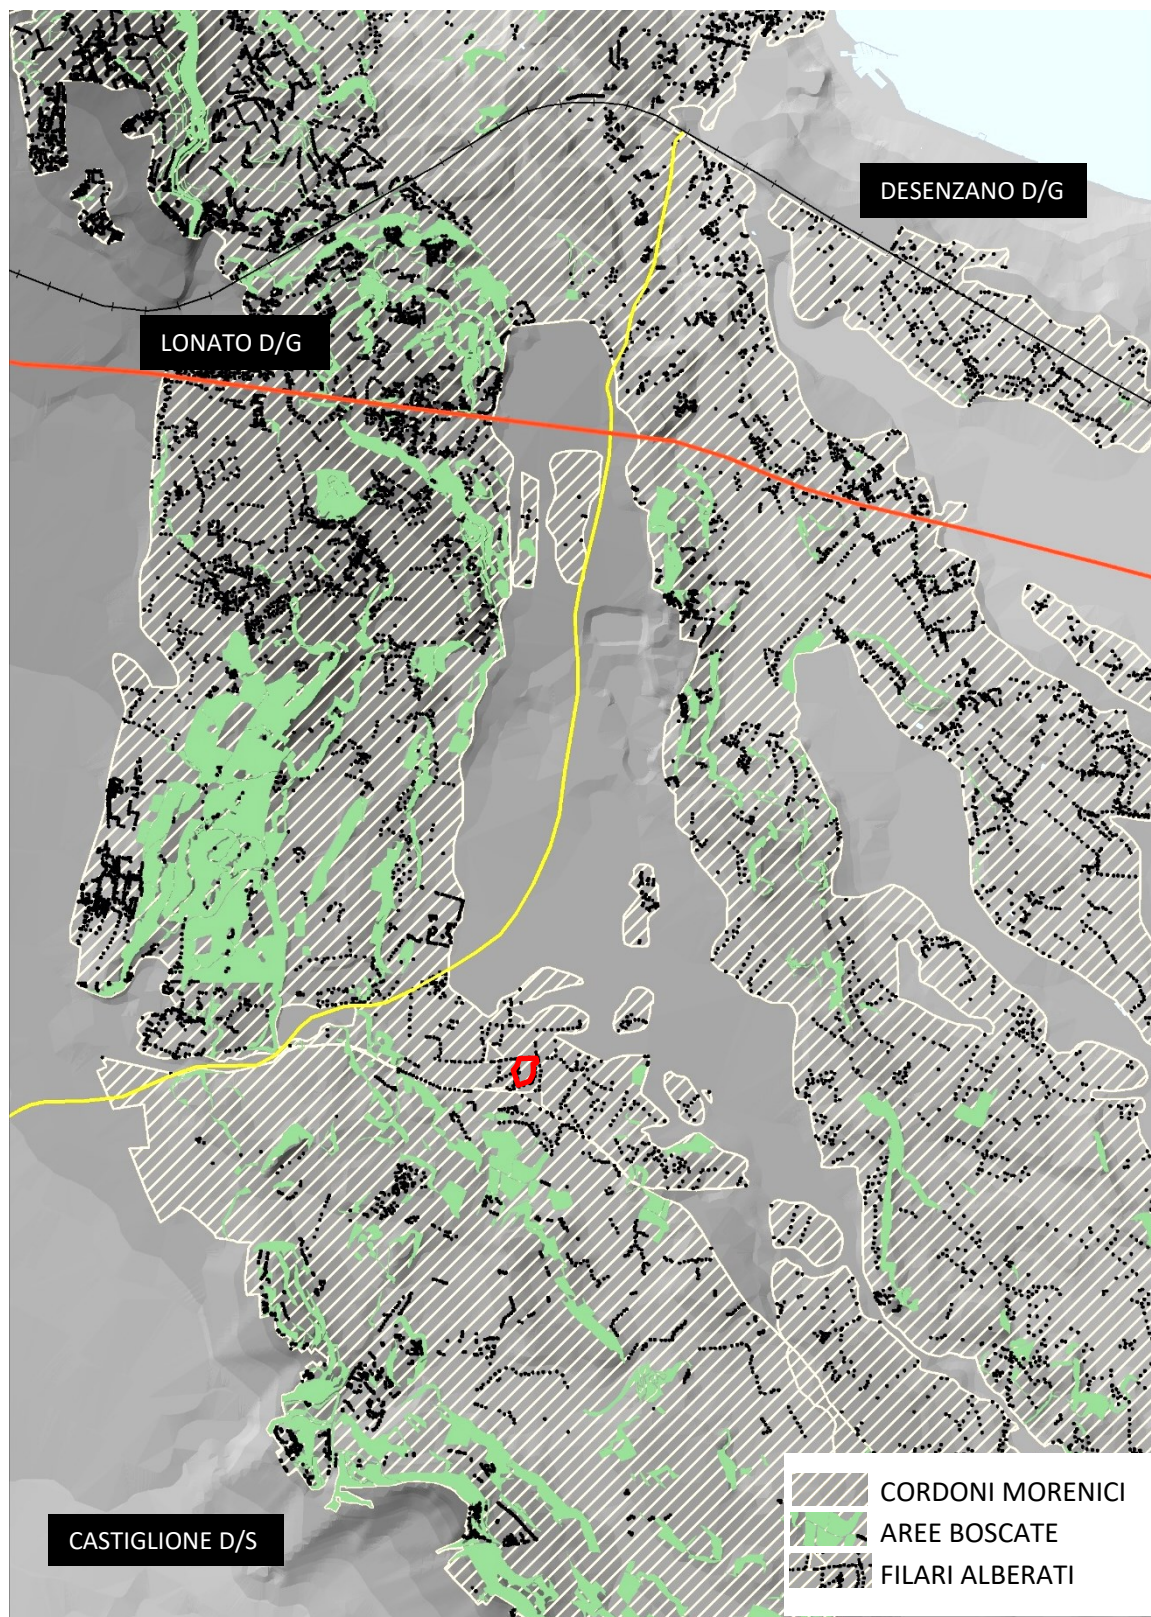 DESENZANO D/G
LONATO D/G
CORDONI MORENICI
AREE BOSCATE
CASTIGLIONE D/S
FILARI ALBERATI